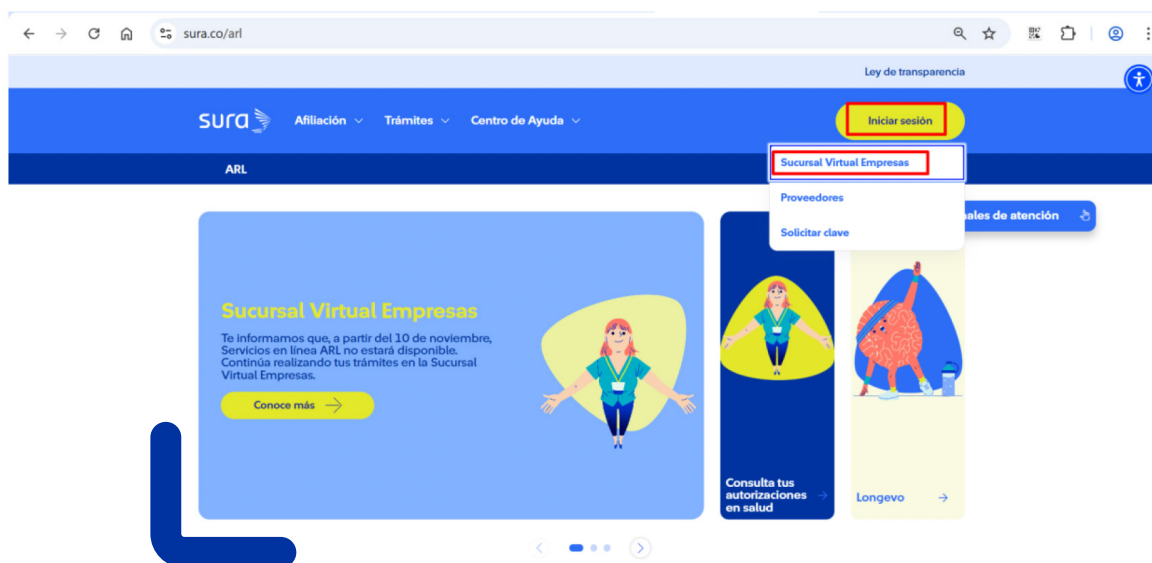 sura.co/arl
Ley de transparencia
sura
Afiliación
Trámites
Centro de Ayuda
Iniciar sesión
ARL
Sucursal Virtual Empresas
Proveedores
Solicitar clave
de atención
Sucursal Virtual Empresas
Te informamos que, a partir del 10 de noviembre,
Servicios en línea ARL no estará disponible.
Continúa realizando tus trámites en la Sucursal
Virtual Empresas.
Conoce más
Consulta tus
autorizaciones
en salud
Longevo